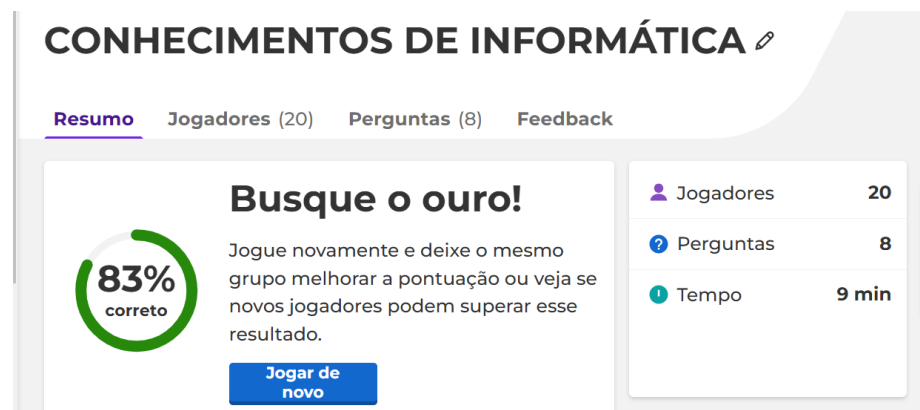 CONHECIMENTOS DE INFORMÁTICA
Resumo Jogadores (20) Perguntas (8) Feedback
83%
correto
Busque o ouro!
Jogue novamente e deixe o mesmo
grupo melhorar a pontuação ou veja se
novos jogadores podem superar esse
resultado.
Jogar de
novo
Jogadores 20
Perguntas 8
Tempo 9 min